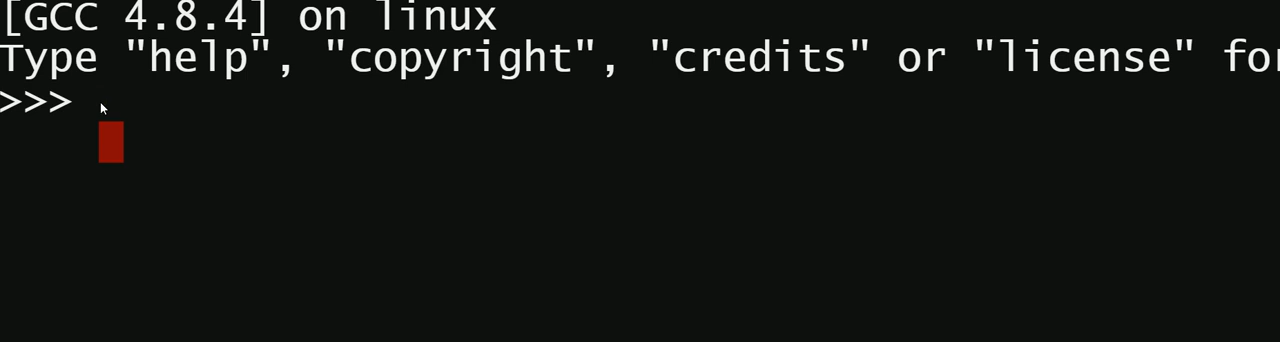 [GCC 4.8.4] on linux
Type "help", "copyright", "credits" or "license" for
>>>